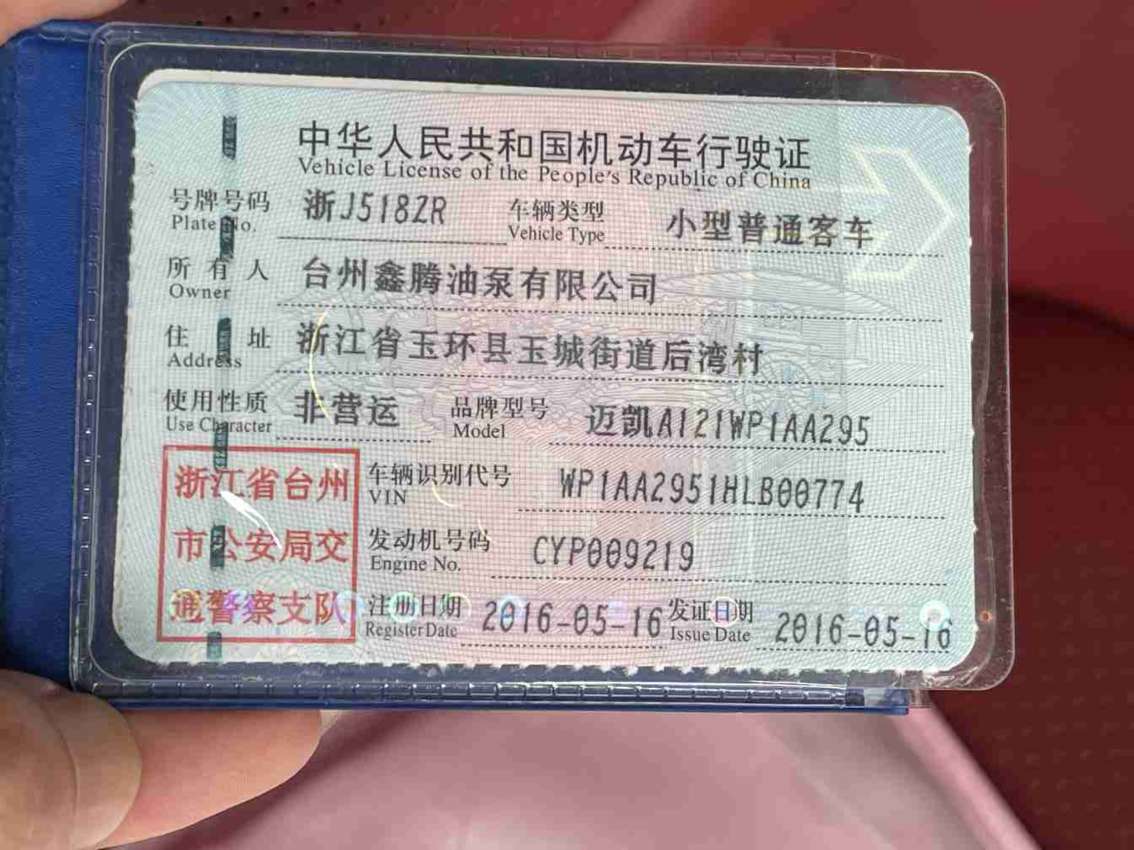 中华人民共和国机动车行驶证
Vehicle License of the People's Republic of China
号牌号码 浙J518ZR 车辆类型 小型普通客车
Plate No. Vehicle Type
所有人 台州鑫腾油泵有限公司
Owner
住址 浙江省玉环县玉城街道后湾村
Address
使用性质 非营运 品牌型号 迈凯A121WP1AA295
Use Character Model
浙江省台州
市公安局交
通警察支队
车辆识别代号 WP1AA2951HLB00774
VIN
发动机号码 CYP009219
Engine No.
注册日期 2016-05-16 发证日期 2016-05-16
Register Date Issue Date